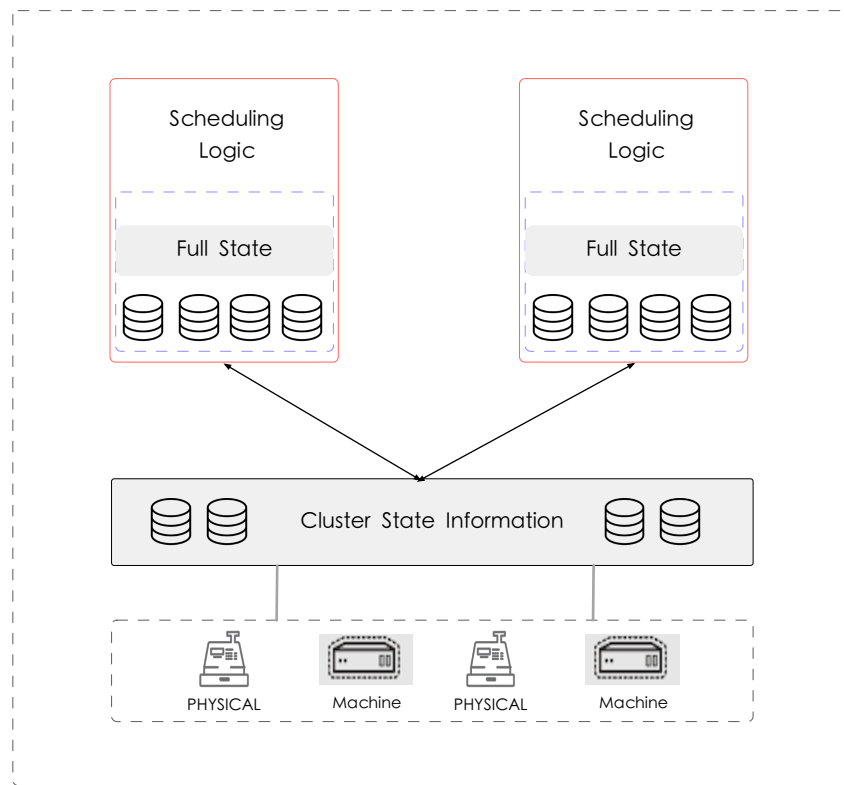 Scheduling
Logic
Scheduling
Logic
Full State
Full State
Cluster State Information
PHYSICAL
Machine
PHYSICAL
Machine